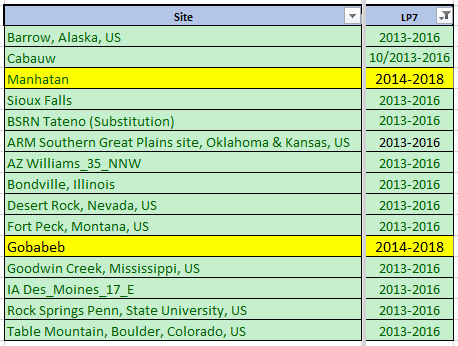 Site LP7
Barrow, Alaska, US 2013-2016
Cabauw 10/2013-2016
Manhatan 2014-2018
Sioux Falls 2013-2016
BSRN Tateno (Substitution) 2013-2016
ARM Southern Great Plains site, Oklahoma & Kansas, US 2013-2016
AZ Williams_35_NNW 2013-2016
Bondville, Illinois 2013-2016
Desert Rock, Nevada, US 2013-2016
Fort Peck, Montana, US 2013-2016
Gobabeb 2014-2018
Goodwin Creek, Mississippi, US 2013-2016
IA Des_Moines_17_E 2013-2016
Rock Springs Penn, State University, US 2013-2016
Table Mountain, Boulder, Colorado, US 2013-2016